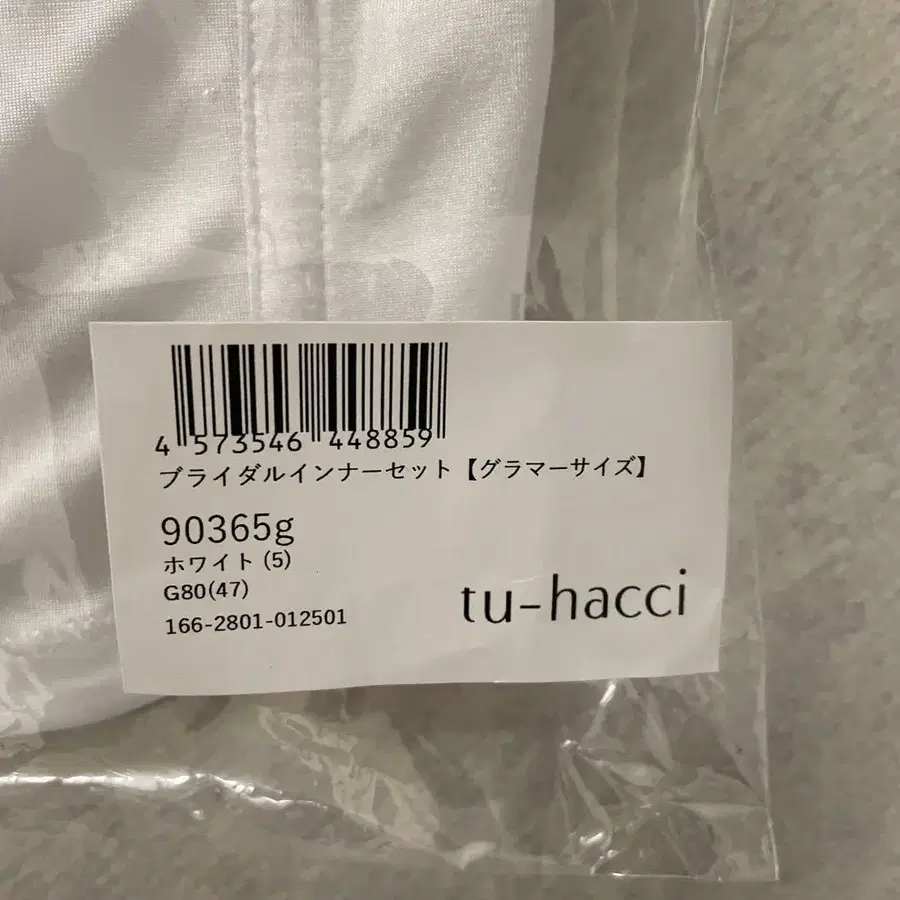 4 573546 448859
ブライダルインナーセット【グラマーサイズ】
90365g
ホワイト (5)
G80(47)
166-2801-012501
tu-hacci